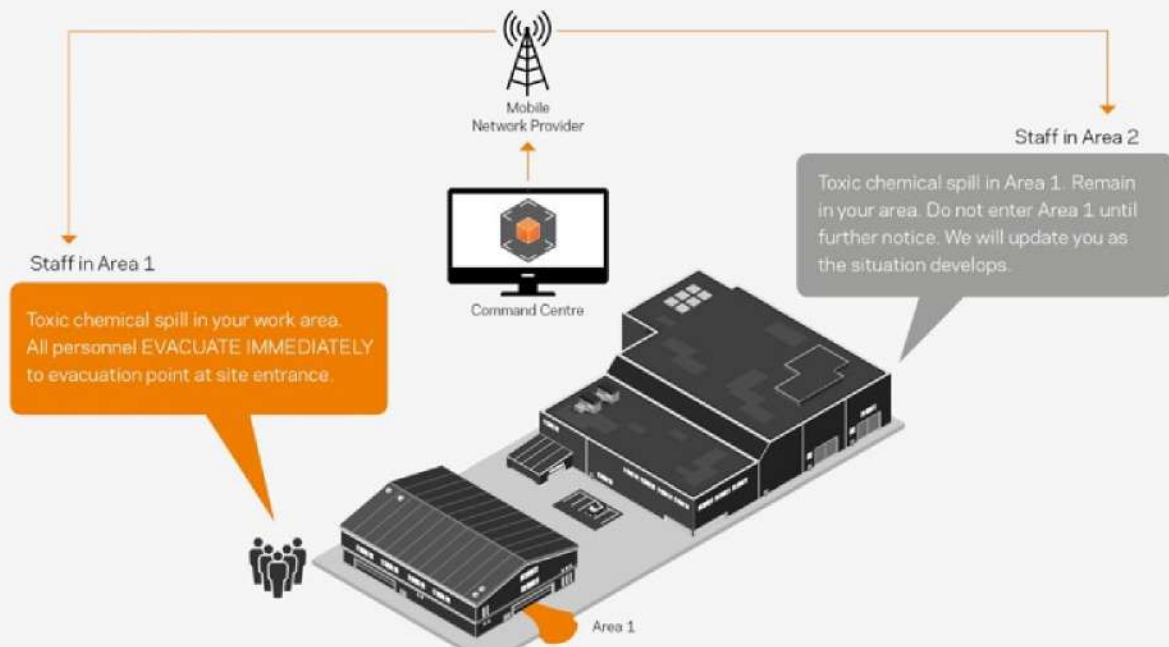 Mobile
Network Provider
Staff in Area 2
Toxic chemical spill in Area 1. Remain
in your area. Do not enter Area 1 until
further notice. We will update you as
the situation develops.
Staff in Area 1
Command Centre
Toxic chemical spill in your work area.
All personnel EVACUATE IMMEDIATELY
to evacuation point at site entrance.
Area 1